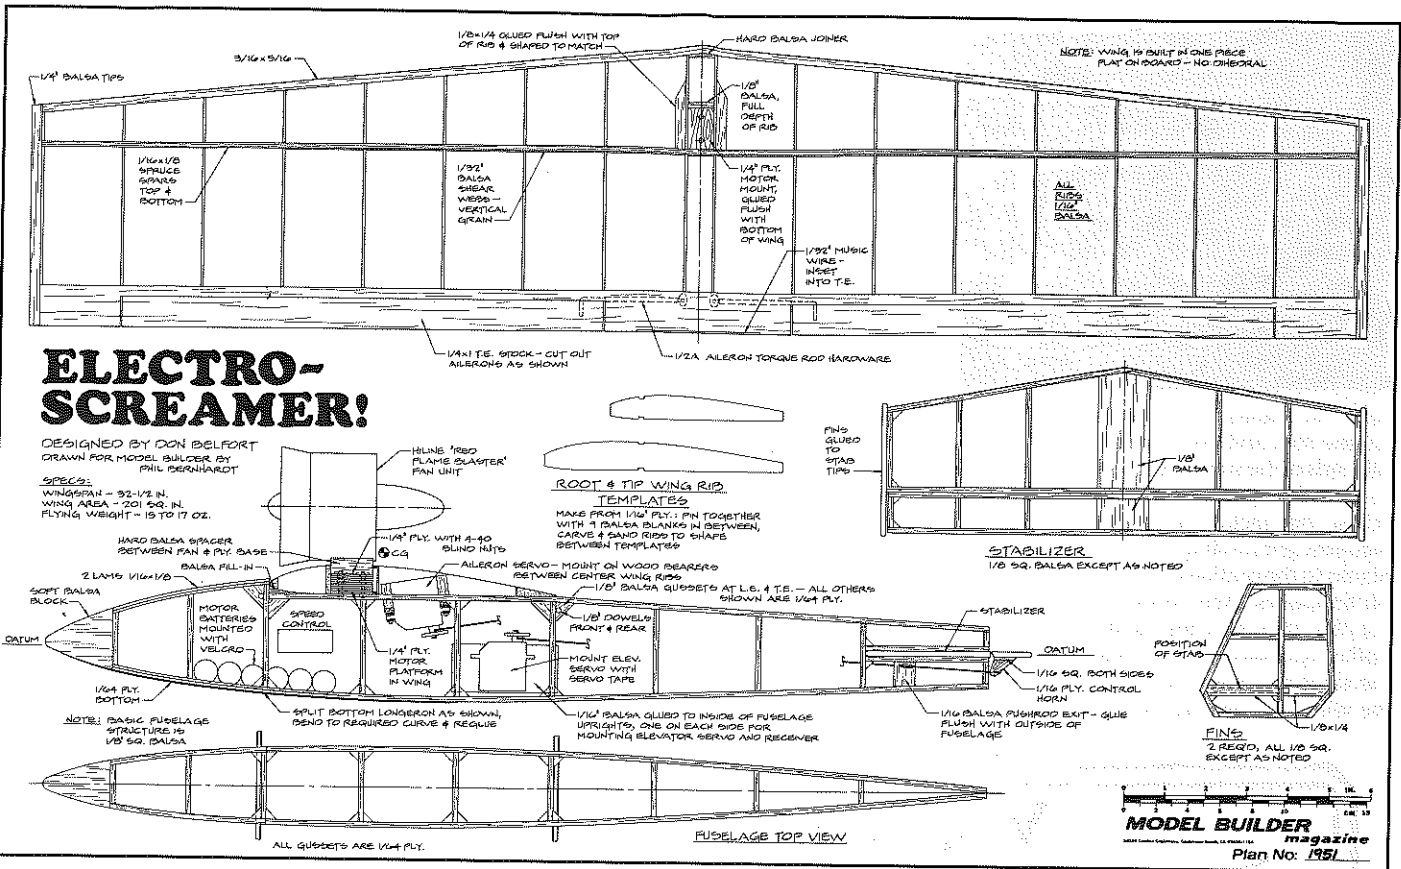 1/8x1/4 GLUED FLUSH WITH TOP
OF RIB & SHAPED TO MATCH
HARD BALSA JOINER
NOTE: WING IS BUILT IN ONE PIECE
FLAT ON BOARD – NO DIHEDRAL
3/16 x 3/16
1/4" BALSA TIPS
1/8"
BALSA,
FULL
DEPTH
OF RIB
1/16x1/8
SPRUCE
SPARS
TOP &
BOTTOM
1/32"
BALSA
SHEAR
WEBS –
VERTICAL
GRAIN
1/4" PLY.
MOTOR
MOUNT,
GLUED
FLUSH
WITH
BOTTOM
OF WING
ALL
RIBS
1/16"
BALSA
1/32" MUSIC
WIRE –
INSET
INTO T.E.
1/4x1 T.E. STOCK – CUT OUT
AILERONS AS SHOWN
1/2A AILERON TORQUE ROD HARDWARE
ELECTRO-
SCREAMER!
DESIGNED BY DON BELFORT
DRAWN FOR MODEL BUILDER BY
PHIL BERNHARDT
SPECS:
WINGSPAN – 32-1/2 IN.
WING AREA – 201 SQ. IN.
FLYING WEIGHT – 15 TO 17 OZ.
HILINE "RED
FLAME BLASTER"
FAN UNIT
ROOT & TIP WING RIB
TEMPLATES
MAKE FROM 1/16" PLY.; PIN TOGETHER
WITH 9 BALSA BLANKS IN BETWEEN,
CARVE & SAND RIBS TO SHAPE
BETWEEN TEMPLATES
FINS
GLUED
TO
STAB
TIPS
1/8"
BALSA
STABILIZER
1/8 SQ. BALSA EXCEPT AS NOTED
HARD BALSA SPACER
BETWEEN FAN & PLY. BASE
1/4" PLY. WITH 4-40
BLIND NUTS
CG
BALSA FILL-IN
AILERON SERVO – MOUNT ON WOOD BEARERS
BETWEEN CENTER WING RIBS
2 LAMS 1/16x1/8
1/8" BALSA GUSSETS AT L.E. & T.E. – ALL OTHERS
SHOWN ARE 1/64 PLY.
SOFT BALSA
BLOCK
MOTOR
BATTERIES
MOUNTED
WITH
VELCRO
SPEED
CONTROL
1/8" DOWELS
FRONT & REAR
STABILIZER
DATUM
1/4" PLY.
MOTOR
PLATFORM
IN WING
MOUNT ELEV.
SERVO WITH
SERVO TAPE
DATUM
POSITION
OF STAB
1/16 SQ. BOTH SIDES
1/16 PLY. CONTROL
HORN
1/64 PLY.
BOTTOM
NOTE: BASIC FUSELAGE
STRUCTURE IS
1/8" SQ. BALSA
SPLIT BOTTOM LONGERON AS SHOWN,
BEND TO REQUIRED CURVE & REGLUE
1/16" BALSA GLUED TO INSIDE OF FUSELAGE
UPRIGHTS, ONE ON EACH SIDE FOR
MOUNTING ELEVATOR SERVO AND RECEIVER
1/16 BALSA PUSHROD EXIT – GLUE
FLUSH WITH OUTSIDE OF
FUSELAGE
1/8x1/4
FINS
2 REQ'D, ALL 1/8 SQ.
EXCEPT AS NOTED
FUSELAGE TOP VIEW
ALL GUSSETS ARE 1/64 PLY.
MODEL BUILDER
magazine
Plan No: 1951